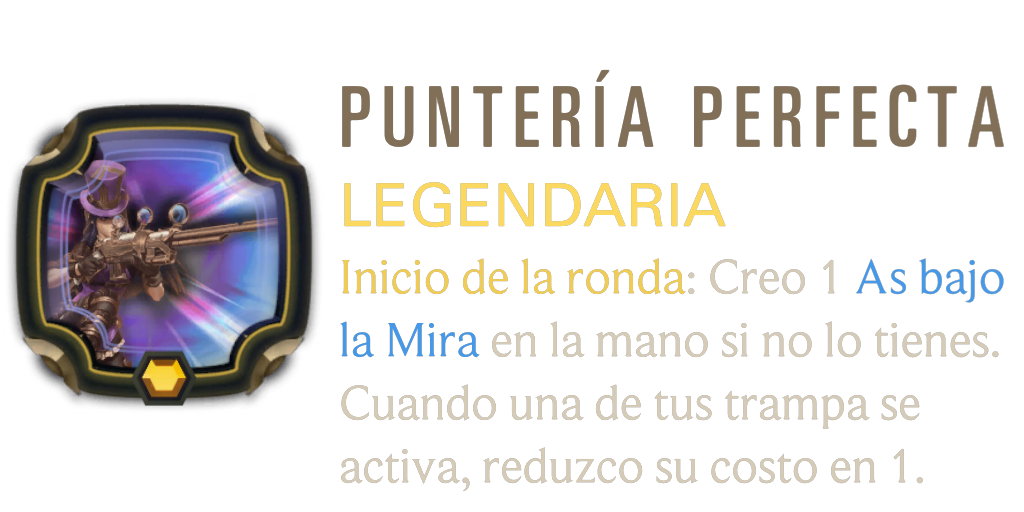 PUNTERÍA PERFECTA
LEGENDARIA
Inicio de la ronda: Creo 1 As bajo
la Mira en la mano si no lo tienes.
Cuando una de tus trampa se
activa, reduzco su costo en 1.